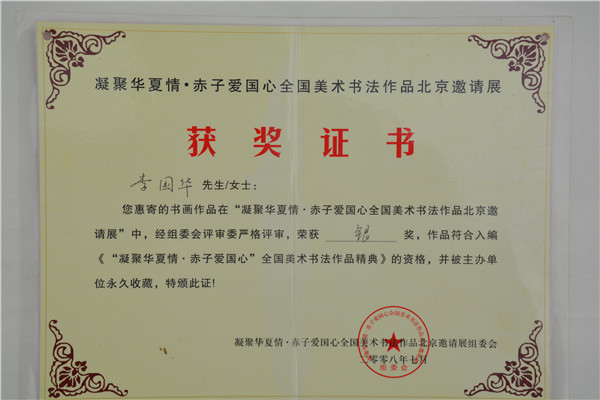 凝聚华夏情·赤子爱国心全国美术书法作品北京邀请展
获奖证书
李国华 先生/女士：
您惠寄的书画作品在“凝聚华夏情·赤子爱国心全国美术书法作品北京邀
请展”中，经组委会评审委严格评审，荣获 银 奖，作品符合入编
《“凝聚华夏情·赤子爱国心”全国美术书法作品精典》的资格，并被主办单
位永久收藏，特颁此证！
凝聚华夏情·赤子爱国心全国美术书法作品北京邀请展组委会
二零零八年七月
组委会